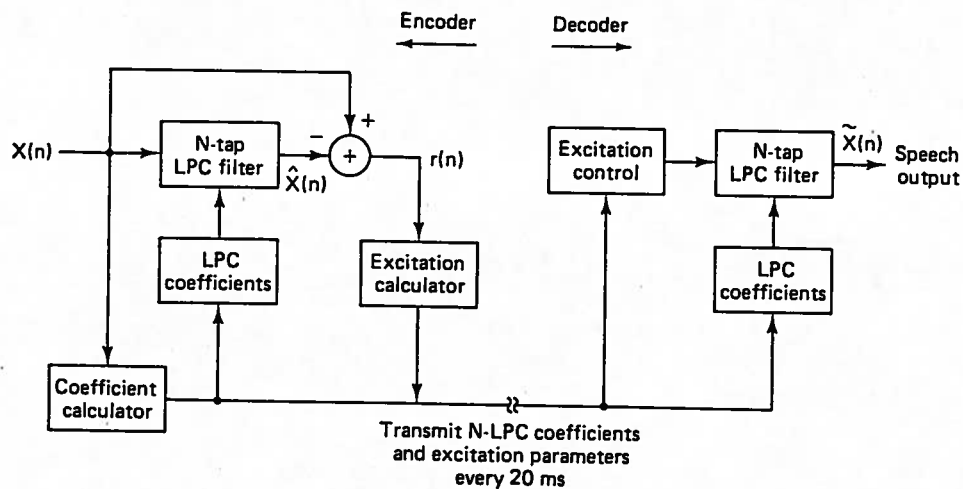 Encoder
Decoder
X(n)
N-tap
LPC filter
−
+
+
X̂(n)
r(n)
LPC
coefficients
Excitation
calculator
Coefficient
calculator
Excitation
control
N-tap
LPC filter
X̃(n)
Speech
output
LPC
coefficients
Transmit N-LPC coefficients
and excitation parameters
every 20 ms